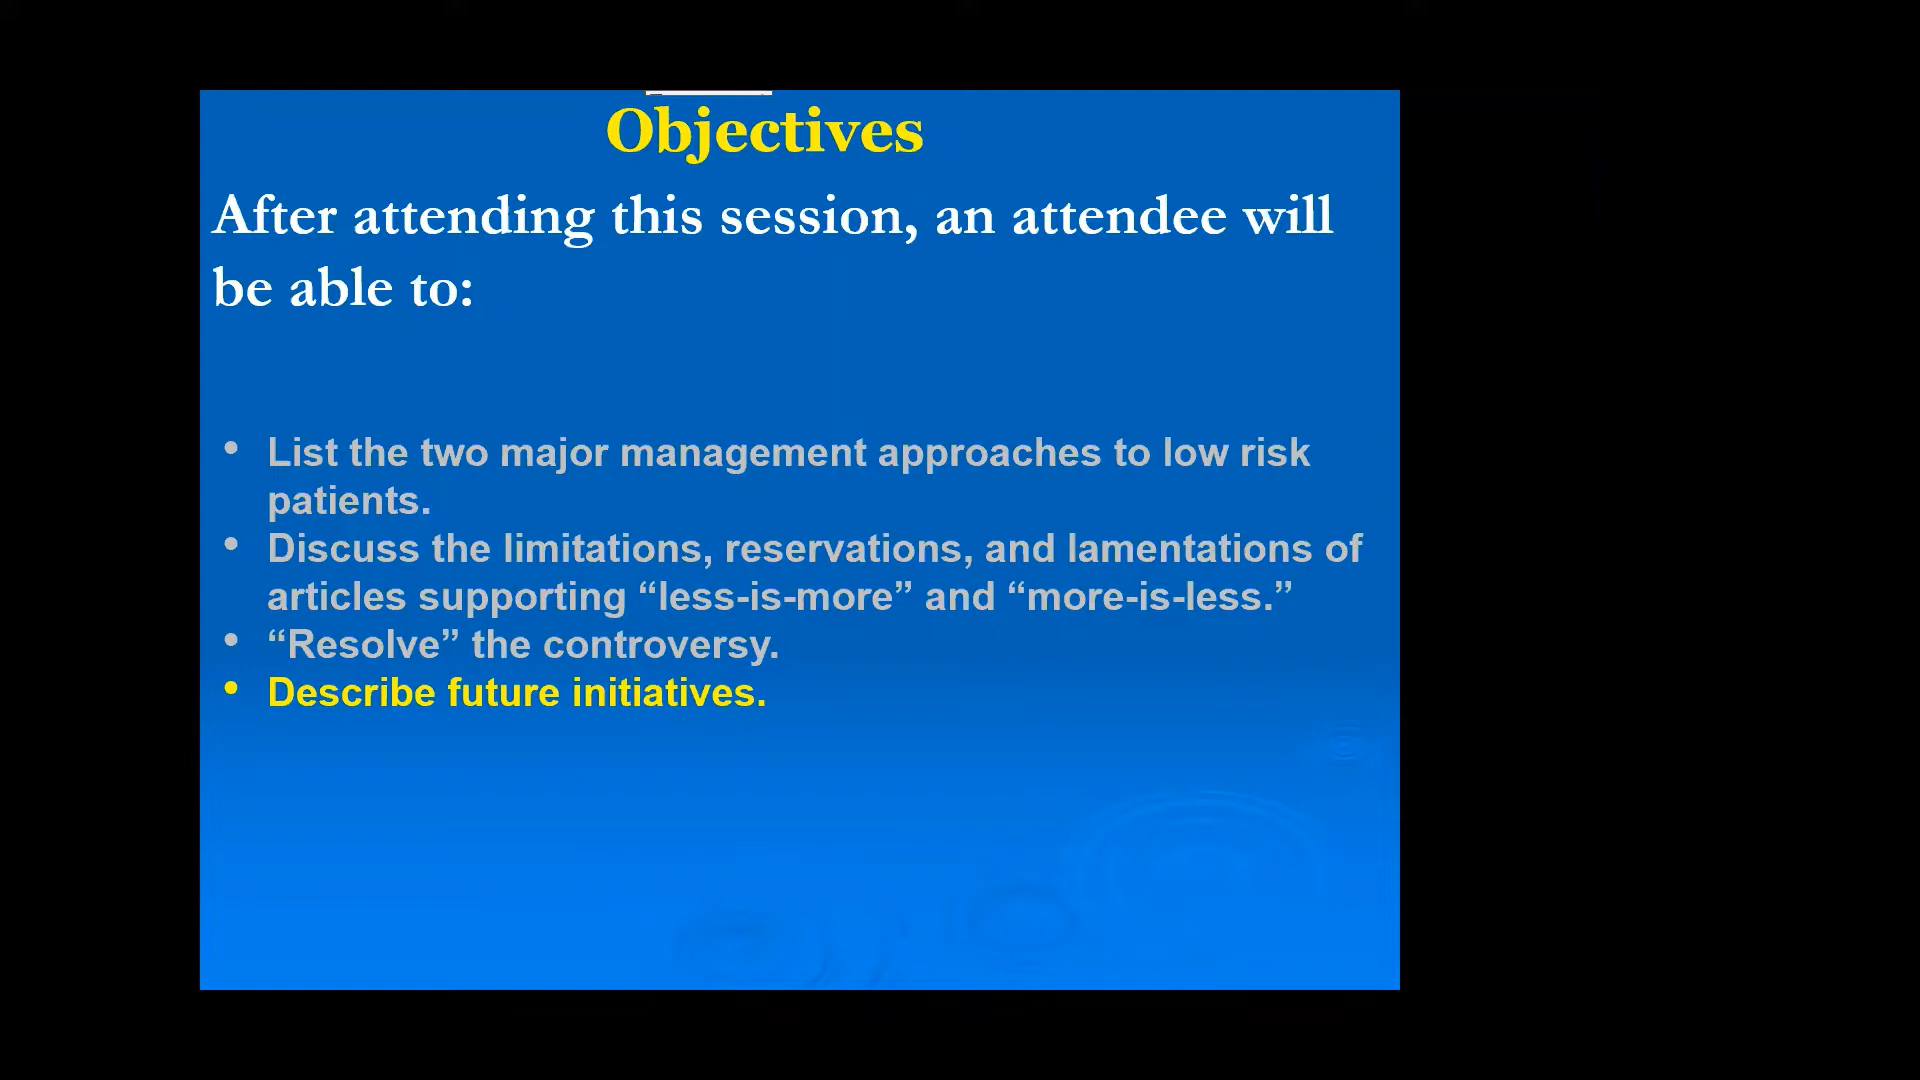 Objectives
After attending this session, an attendee will
be able to:
• List the two major management approaches to low risk
patients.
• Discuss the limitations, reservations, and lamentations of
articles supporting “less-is-more” and “more-is-less.”
• “Resolve” the controversy.
• Describe future initiatives.